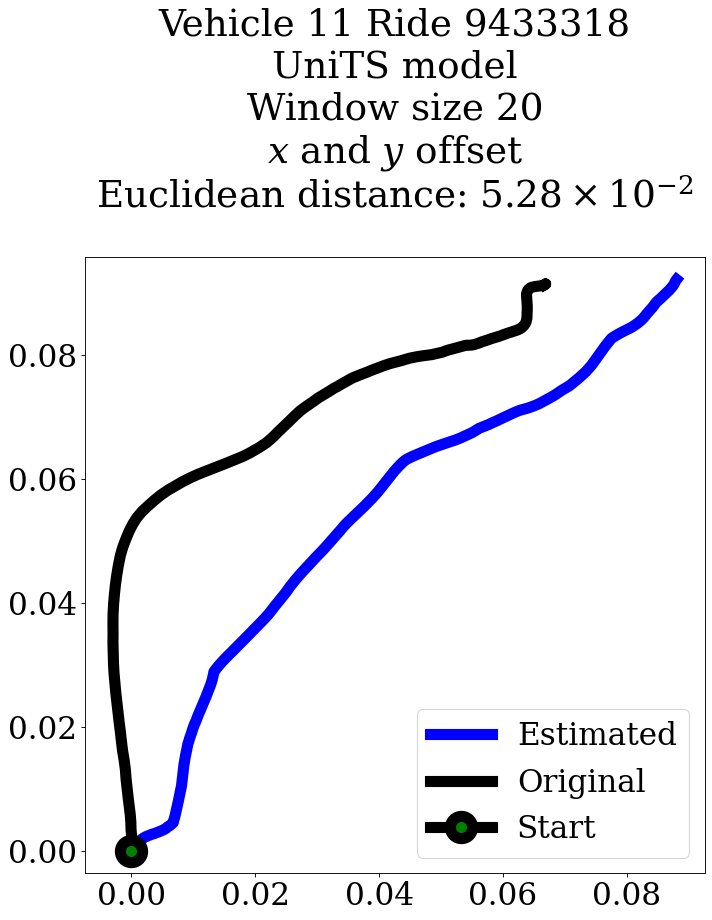 Vehicle 11 Ride 9433318
UniTS model
Window size 20
x and y offset
Euclidean distance: 5.28 × 10⁻²
0.08
0.06
0.04
0.02
0.00
Estimated
Original
Start
0.00 0.02 0.04 0.06 0.08